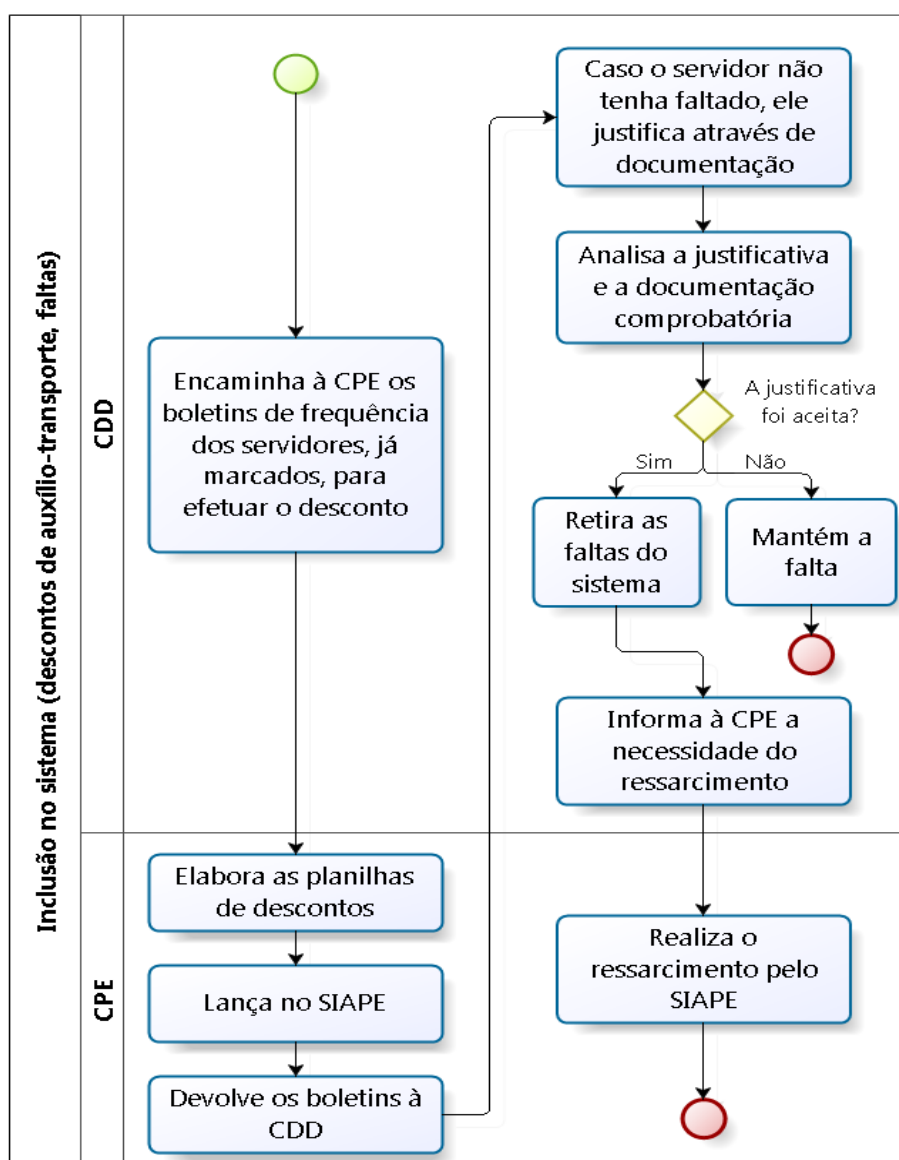 Inclusão no sistema (descontos de auxílio-transporte, faltas)
CDD
Encaminha à CPE os
boletins de frequência
dos servidores, já
marcados, para
efetuar o desconto
CPE
Elabora as planilhas
de descontos
Lança no SIAPE
Devolve os boletins à
CDD
Caso o servidor não
tenha faltado, ele
justifica através de
documentação
Analisa a justificativa
e a documentação
comprobatória
A justificativa
foi aceita?
Sim
Não
Retira as
faltas do
sistema
Mantém a
falta
Informa à CPE a
necessidade do
ressarcimento
Realiza o
ressarcimento pelo
SIAPE